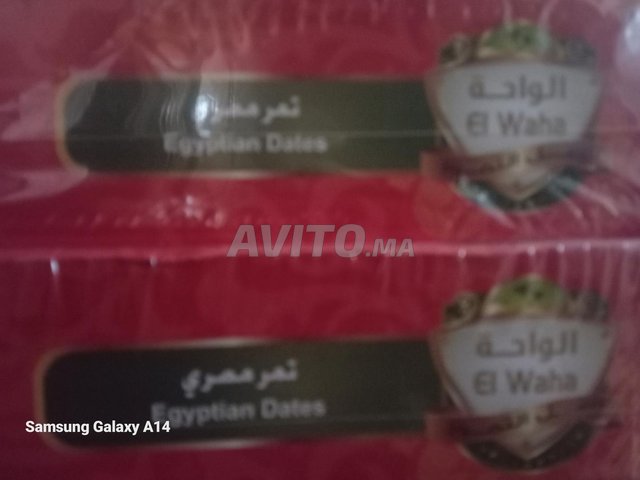 الواحة
El Waha
تمر مصري
Egyptian Dates
AVITO.MA
الواحة
El Waha
تمر مصري
Egyptian Dates
Samsung Galaxy A14